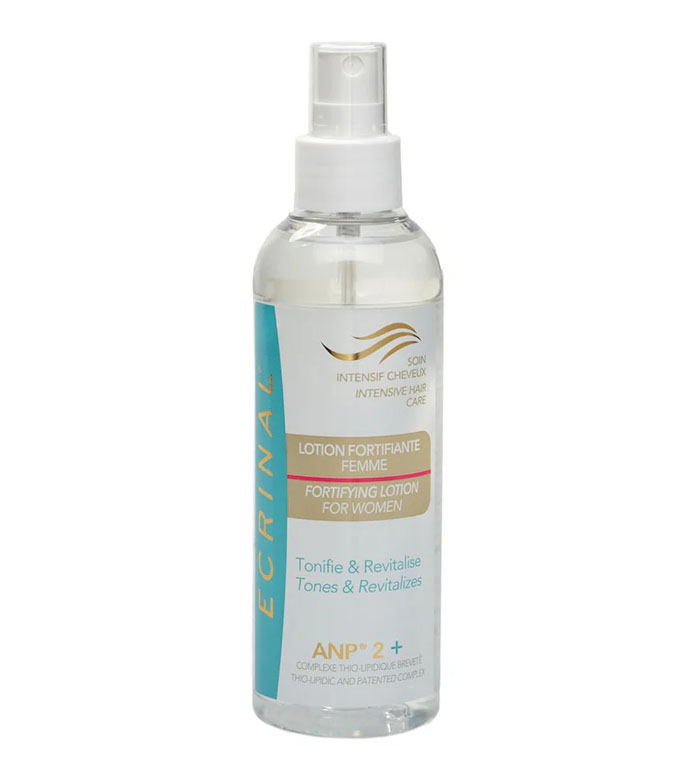 ECRINAL®
SOIN
INTENSIF CHEVEUX
INTENSIVE HAIR
CARE
LOTION FORTIFIANTE
FEMME
FORTIFYING LOTION
FOR WOMEN
Tonifie & Revitalise
Tones & Revitalizes
ANP® 2 +
COMPLEXE THIO-LIPIDIQUE BREVETÉ
THIO-LIPIDIC AND PATENTED COMPLEX